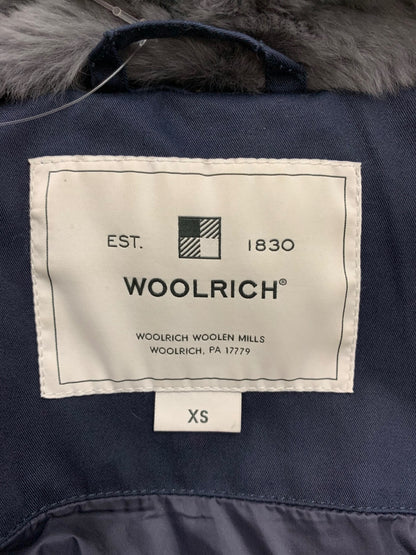 EST. 1830
WOOLRICH®
WOOLRICH WOOLEN MILLS
WOOLRICH, PA 17779
XS